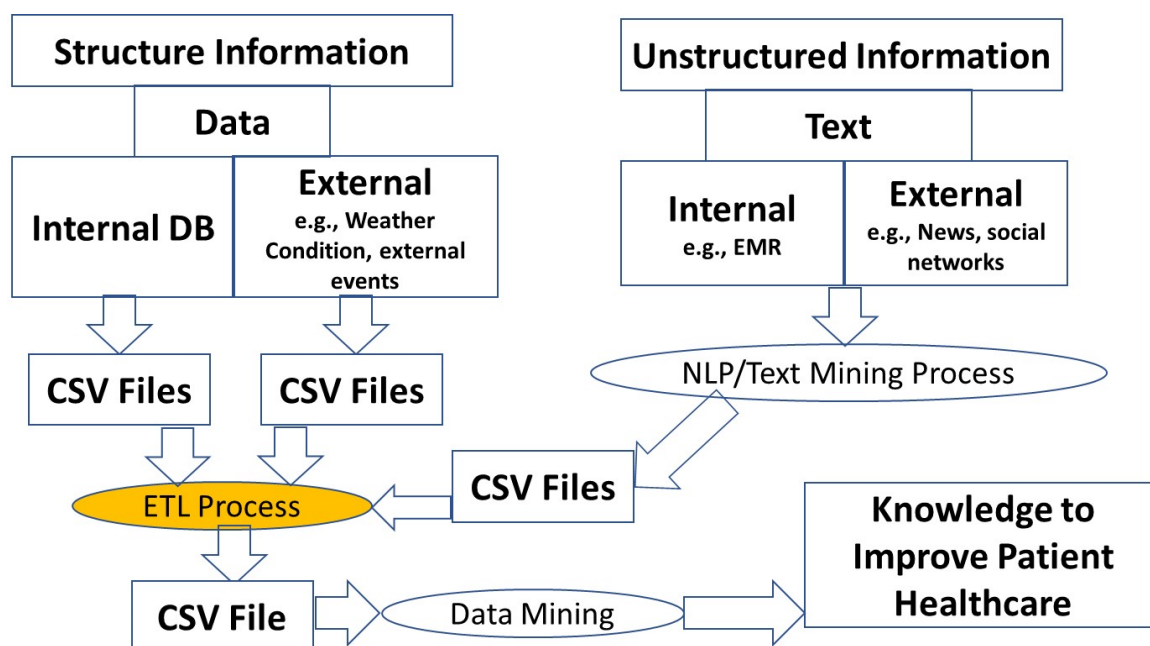 Structure Information
Data
Internal DB
External
e.g., Weather
Condition, external
events
CSV Files
CSV Files
ETL Process
CSV File
Unstructured Information
Text
Internal
e.g., EMR
External
e.g., News, social
networks
NLP/Text Mining Process
CSV Files
Data Mining
Knowledge to
Improve Patient
Healthcare